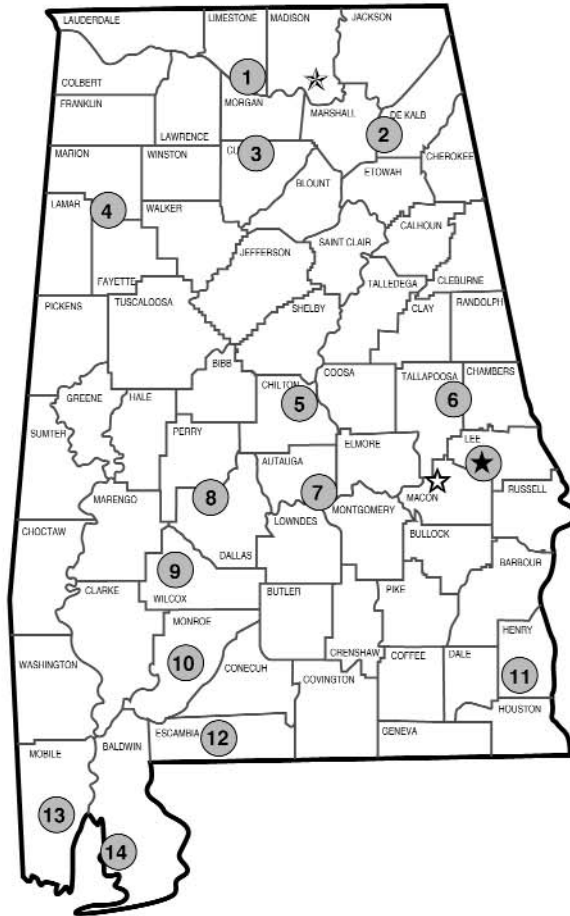 LAUDERDALE
LIMESTONE
MADISON
JACKSON
COLBERT
1
FRANKLIN
MORGAN
MARSHALL
DE KALB
2
LAWRENCE
CU
3
MARION
WINSTON
CHEROKEE
ETOWAH
BLOUNT
LAMAR
4
WALKER
CALHOUN
JEFFERSON
SAINT CLAIR
FAYETTE
TALLEDEGA
CLEBURNE
PICKENS
TUSCALOOSA
SHELBY
CLAY
RANDOLPH
BIBB
COOSA
CHAMBERS
GREENE
HALE
CHILTON
TALLAPOOSA
5
6
SUMTER
PERRY
ELMORE
LEE
AUTAUGA
MARENGO
8
7
MACON
RUSSELL
LOWNDES
MONTGOMERY
CHOCTAW
DALLAS
BULLOCK
BARBOUR
9
CLARKE
WILCOX
BUTLER
PIKE
MONROE
HENRY
WASHINGTON
10
CONECUH
CRENSHAW
COFFEE
DALE
11
COVINGTON
HOUSTON
ESCAMBIA
12
GENEVA
MOBILE
BALDWIN
13
14